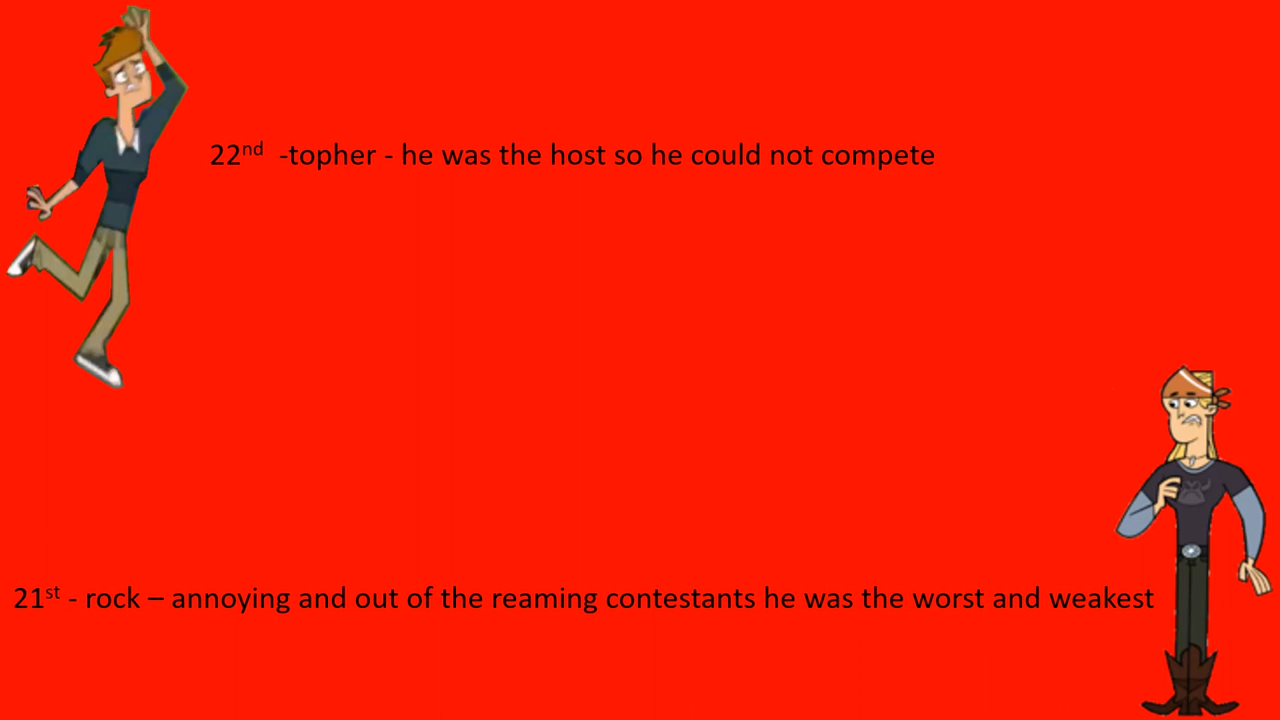 22nd -topher - he was the host so he could not compete
21st - rock – annoying and out of the reaming contestants he was the worst and weakest